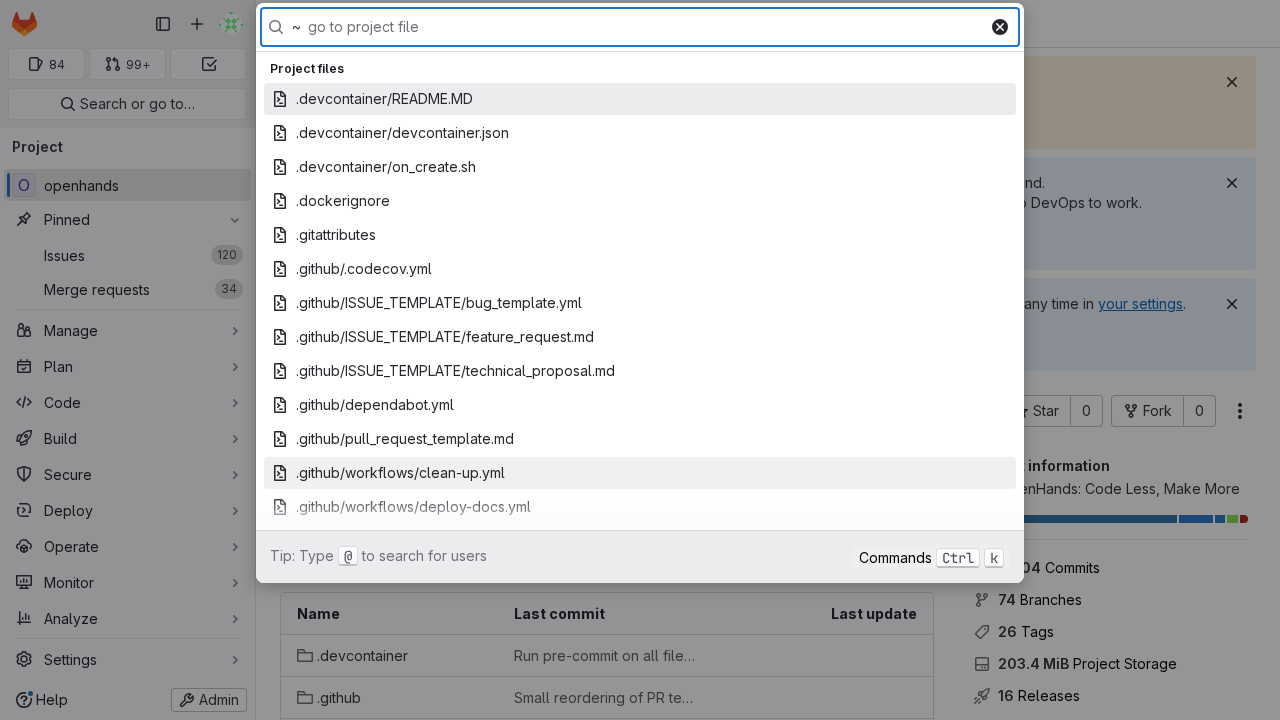 84
99+
Search or go to…
Project
O openhands
Pinned
Issues 120
Merge requests 34
Manage
Plan
Code
Build
Secure
Deploy
Operate
Monitor
Analyze
Settings
Help
Admin
~ go to project file
Project files
.devcontainer/README.MD
.devcontainer/devcontainer.json
.devcontainer/on_create.sh
.dockerignore
.gitattributes
.github/.codecov.yml
.github/ISSUE_TEMPLATE/bug_template.yml
.github/ISSUE_TEMPLATE/feature_request.md
.github/ISSUE_TEMPLATE/technical_proposal.md
.github/dependabot.yml
.github/pull_request_template.md
.github/workflows/clean-up.yml
.github/workflows/deploy-docs.yml
Tip: Type @ to search for users
Commands Ctrl k
nd.
DevOps to work.
any time in your settings.
Star 0
Fork 0
information
enHands: Code Less, Make More
04 Commits
74 Branches
26 Tags
203.4 MiB Project Storage
16 Releases
Name Last commit Last update
.devcontainer Run pre-commit on all file…
.github Small reordering of PR te…